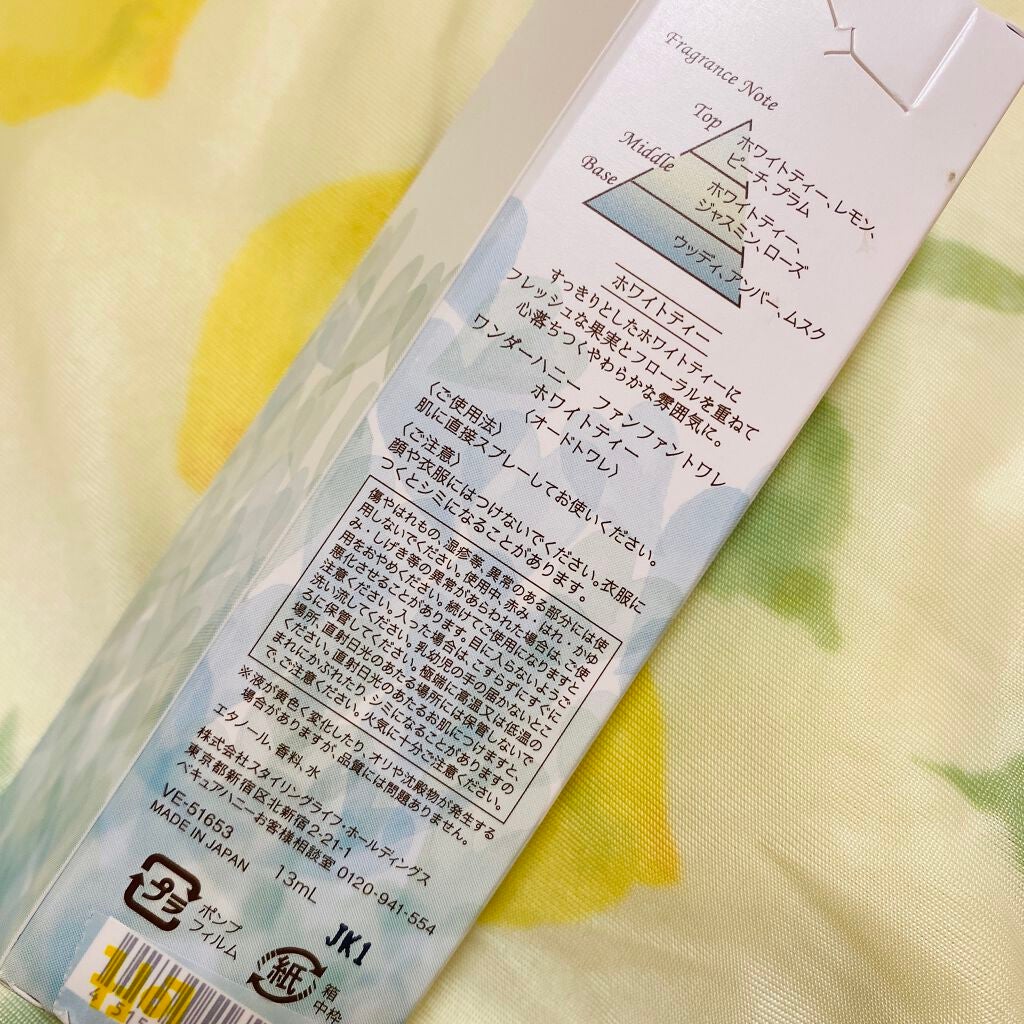 Fragrance Note
Top
ホワイトティー、レモン、
ピーチ、プラム
Middle
ホワイトティー、
ジャスミン、ローズ
Base
ウッディ、アンバー、ムスク
ホワイトティー
すっきりとしたホワイトティーに
フレッシュな果実とフローラルを重ねて
心落ちつくやわらかな雰囲気に。
ワンダーハニー ファンファントワレ
ホワイトティー
〈オードトワレ〉
〈ご使用法〉
肌に直接スプレーしてお使いください。
〈ご注意〉
顔や衣服にはつけないでください。衣服に
つくとシミになることがあります。
傷やはれもの、湿疹等、異常のある部分には使
用しないでください。使用中、赤み・はれ・かゆ
み・しげき等の異常があらわれた場合は、ご使
用をおやめください。続けてご使用になりますと
悪化させることがあります。目に入らないようご
注意ください。入った場合は、こすらずにすぐに
洗い流してください。乳幼児の手の届かないとこ
ろに保管してください。極端に高温又は低温の
場所、直射日光のあたる場所には保管しないで
ください。直射日光のあたるお肌につけますと、
まれにかぶれたり、シミになることがありますの
で、ご注意ください。火気に十分ご注意ください。
※液が黄色く変化したり、オリや沈殿物が発生する
場合がありますが、品質には問題ありません。
エタノール、香料、水
株式会社スタイリングライフ・ホールディングス
東京都新宿区北新宿2-21-1
ベキュアハニーお客様相談室 0120-941-554
VE-51653
MADE IN JAPAN 13mL
プラ
ポンプ
フィルム
JK1
紙
箱
中枠